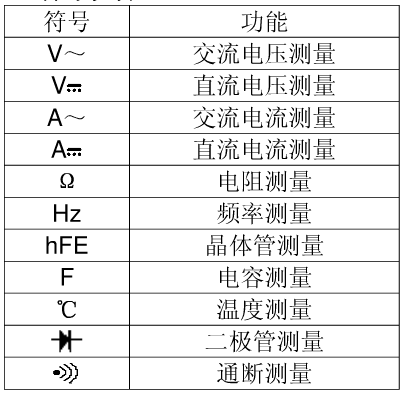 符号 功能
V～ 交流电压测量
V⎓ 直流电压测量
A～ 交流电流测量
A⎓ 直流电流测量
Ω 电阻测量
Hz 频率测量
hFE 晶体管测量
F 电容测量
℃ 温度测量
二极管测量
通断测量